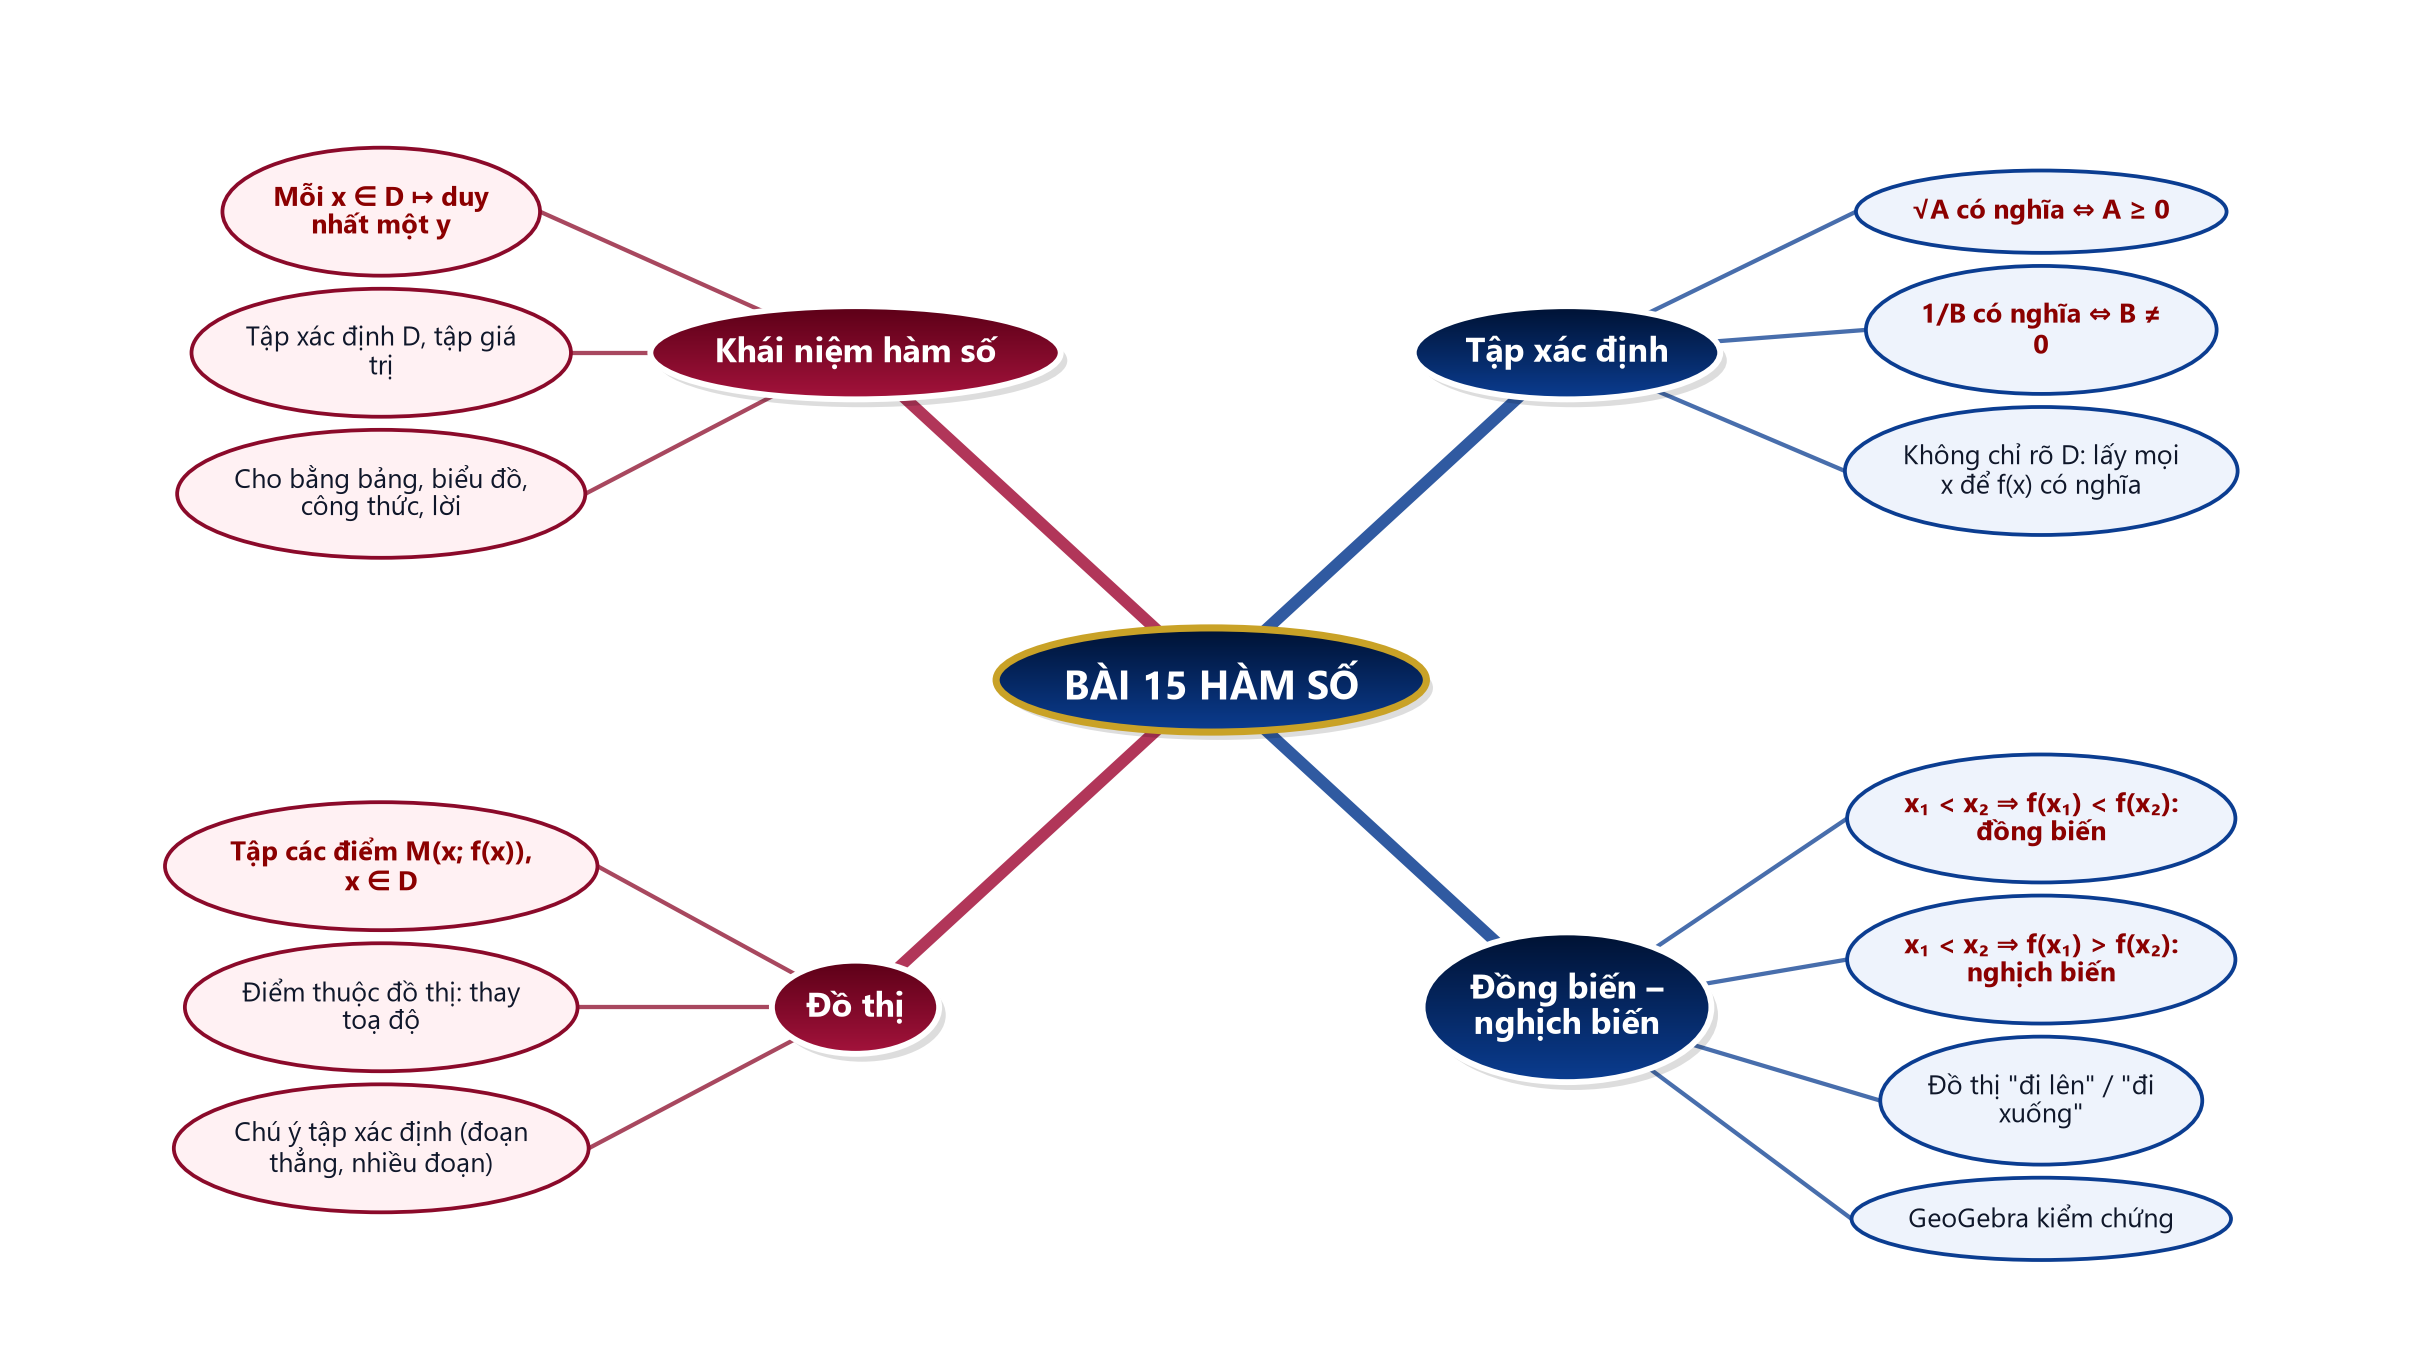 Mỗi x ∈ D ↦ duy
nhất một y
Tập xác định D, tập giá
trị
Cho bằng bảng, biểu đồ,
công thức, lời
Khái niệm hàm số
Tập xác định
√A có nghĩa ⇔ A ≥ 0
1/B có nghĩa ⇔ B ≠
0
Không chỉ rõ D: lấy mọi
x để f(x) có nghĩa
BÀI 15 HÀM SỐ
Tập các điểm M(x; f(x)),
x ∈ D
Điểm thuộc đồ thị: thay
toạ độ
Chú ý tập xác định (đoạn
thẳng, nhiều đoạn)
Đồ thị
Đồng biến –
nghịch biến
x₁ < x₂ ⇒ f(x₁) < f(x₂):
đồng biến
x₁ < x₂ ⇒ f(x₁) > f(x₂):
nghịch biến
Đồ thị "đi lên" / "đi
xuống"
GeoGebra kiểm chứng